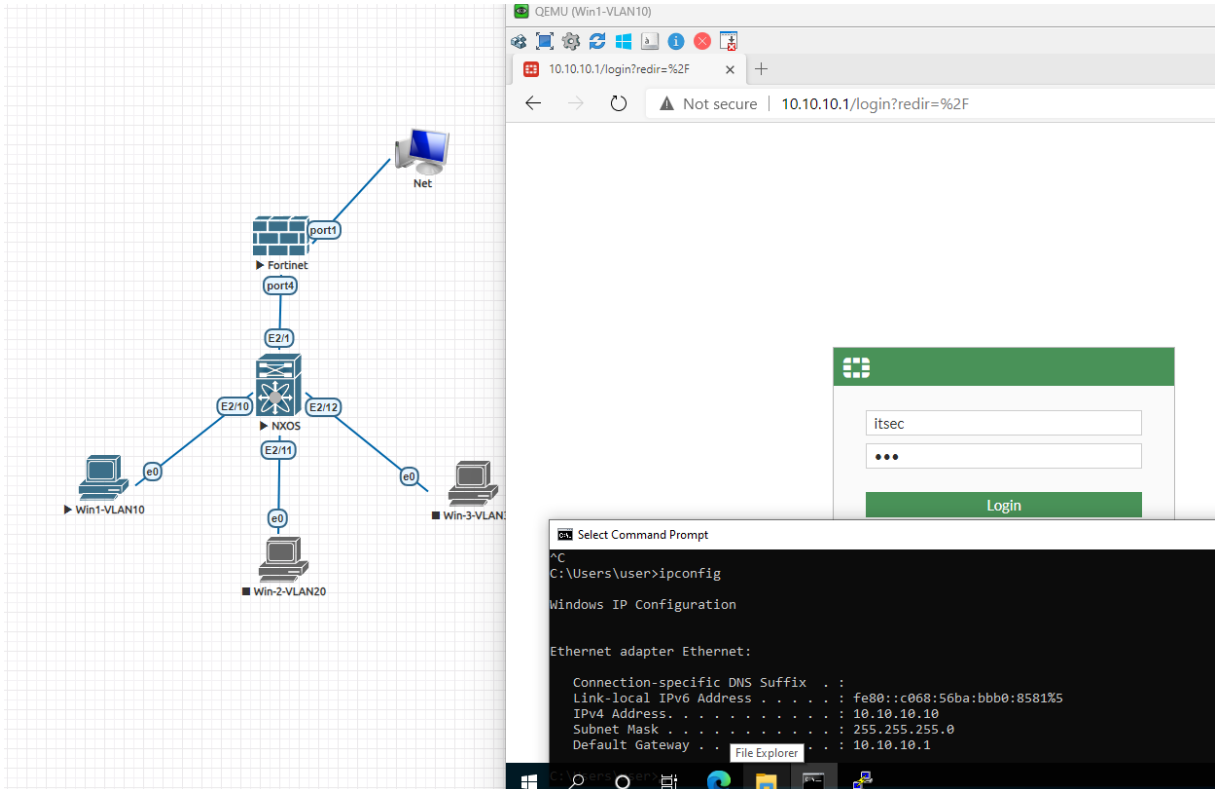 QEMU (Win1-VLAN10)
10.10.10.1/login?redir=%2F
Not secure | 10.10.10.1/login?redir=%2F
Net
port1
Fortinet
port4
E2/1
E2/10
E2/12
NXOS
E2/11
e0
e0
Win1-VLAN10
Win-3-VLAN3
e0
Win-2-VLAN20
itsec
•••
Login
Select Command Prompt
^C
C:\Users\user>ipconfig
Windows IP Configuration
Ethernet adapter Ethernet:
Connection-specific DNS Suffix . :
Link-local IPv6 Address . . . . . : fe80::c068:56ba:bbb0:8581%5
IPv4 Address. . . . . . . . . . . : 10.10.10.10
Subnet Mask . . . . . . . . . . . : 255.255.255.0
Default Gateway . . . . : 10.10.10.1
File Explorer